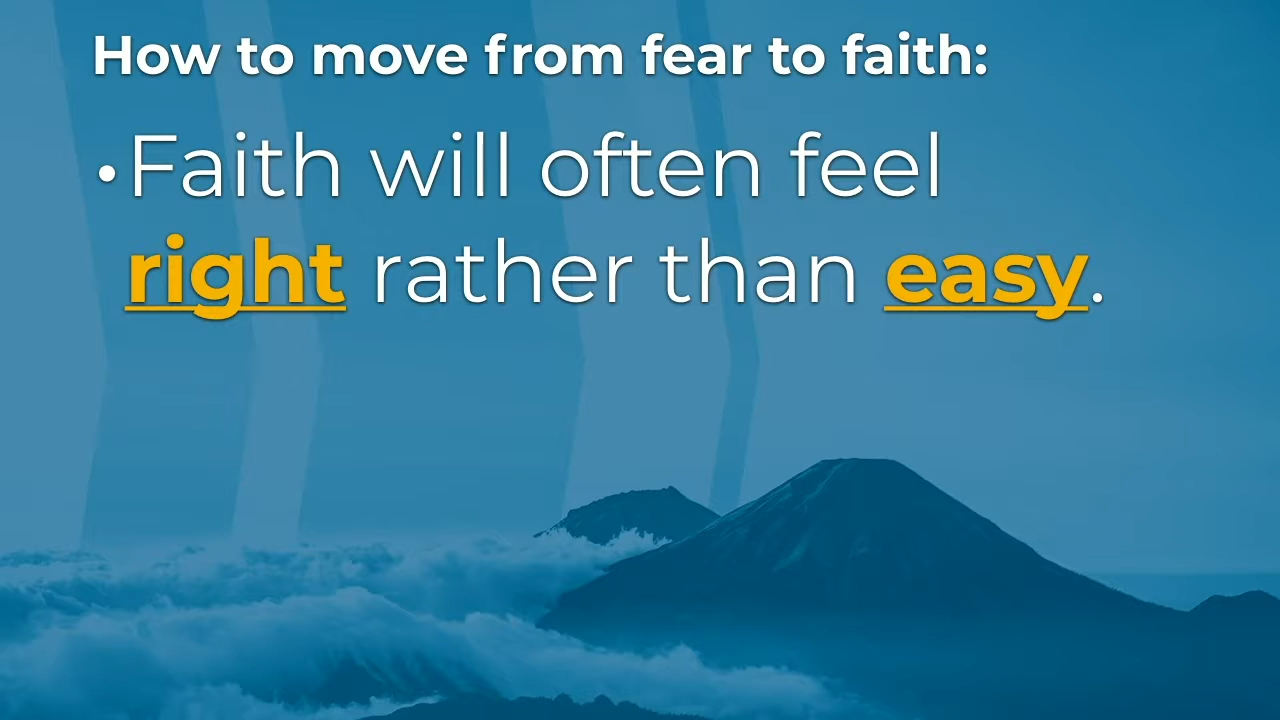 How to move from fear to faith:
•Faith will often feel
right rather than easy.